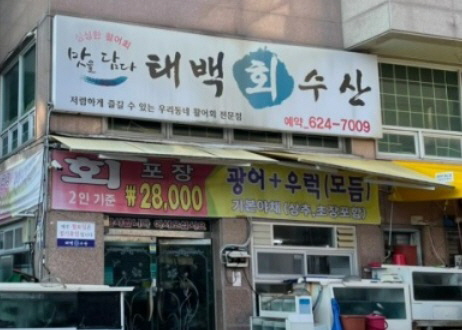 싱싱한 활어회
맛을 담다
태백 회 수산
저렴하게 즐길 수 있는 우리동네 활어회 전문점
예약_ 624-7009
회 포장
2인 기준 ₩28,000
광어+우럭(모듬)
기본야채(상추,초장포함)